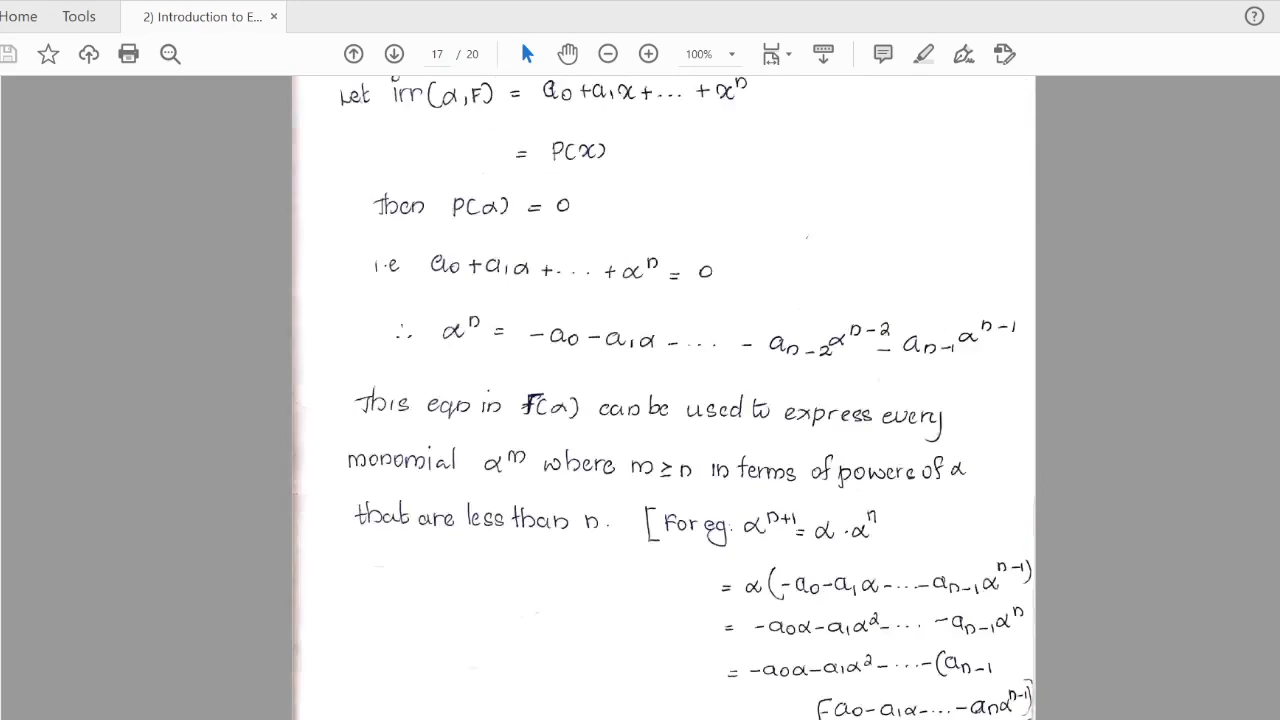 Home Tools 2) Introduction to E... ×
17 / 20 100%
Let irr(α,F) = a₀+a₁x+...+xⁿ
= P(x)
Then P(α) = 0
i.e a₀+a₁α+...+αⁿ = 0
∴ αⁿ = -a₀-a₁α-...-aₙ₋₂αⁿ⁻²-aₙ₋₁αⁿ⁻¹
This eqn in F(α) can be used to express every
monomial αᵐ where m≥n in terms of powers of α
that are less than n. [For eg. αⁿ⁺¹ = α·αⁿ
= α(-a₀-a₁α-...-aₙ₋₁αⁿ⁻¹)
= -a₀α-a₁α²-...-aₙ₋₁αⁿ
= -a₀α-a₁α²-...-(aₙ₋₁
(-a₀-a₁α-...-aₙαⁿ⁻¹)]